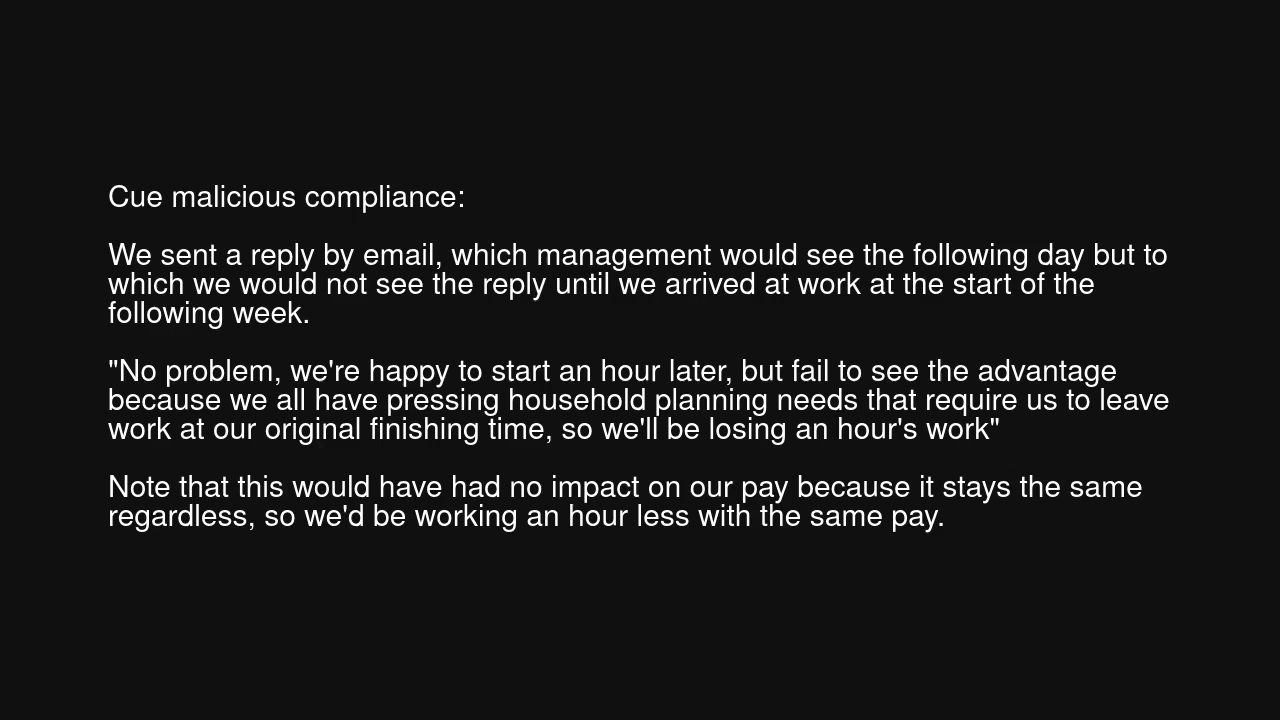 Cue malicious compliance:
We sent a reply by email, which management would see the following day but to
which we would not see the reply until we arrived at work at the start of the
following week.
"No problem, we're happy to start an hour later, but fail to see the advantage
because we all have pressing household planning needs that require us to leave
work at our original finishing time, so we'll be losing an hour's work"
Note that this would have had no impact on our pay because it stays the same
regardless, so we'd be working an hour less with the same pay.